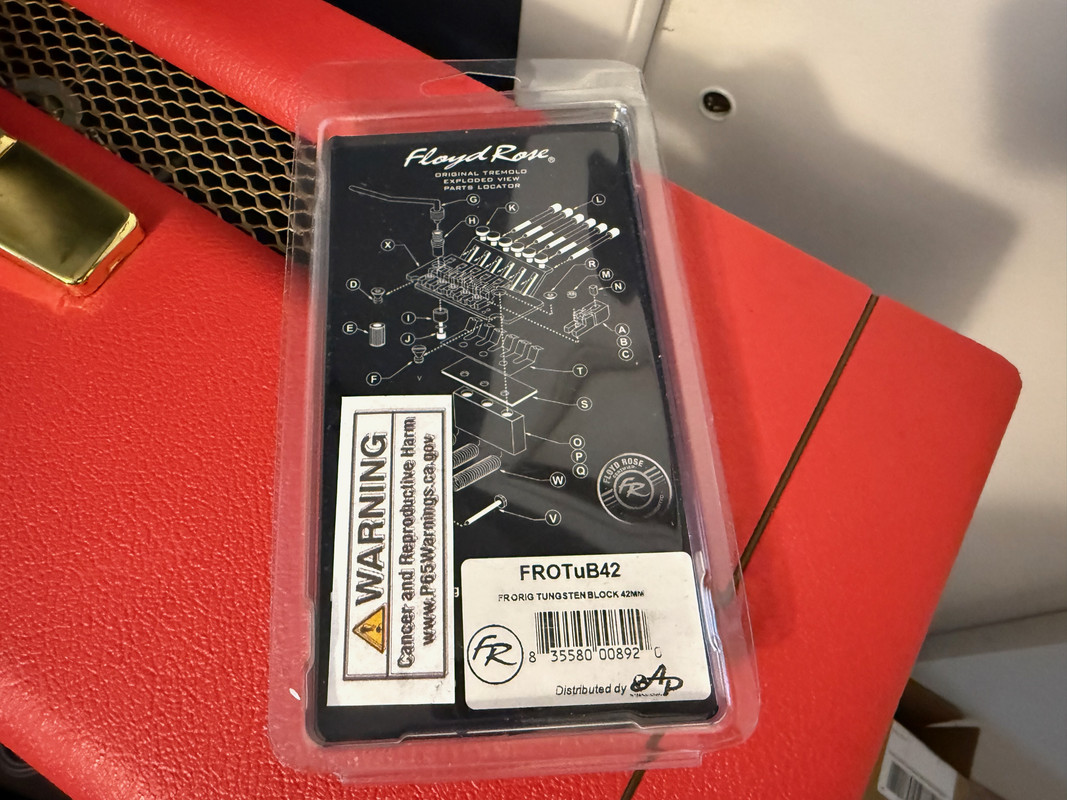 Floyd Rose®
ORIGINAL TREMOLO
EXPLODED VIEW
PARTS LOCATOR
G
K
L
H
X
R
M
D
N
I
E
A
J
B
C
F
T
S
O
P
Q
W
V
FLOYD ROSE
FR
WARNING
Cancer and Reproductive Harm
www.P65Warnings.ca.gov
FROTuB42
FR ORIG TUNGSTEN BLOCK 42MM
FR
8 35580 00892 0
Distributed by AP